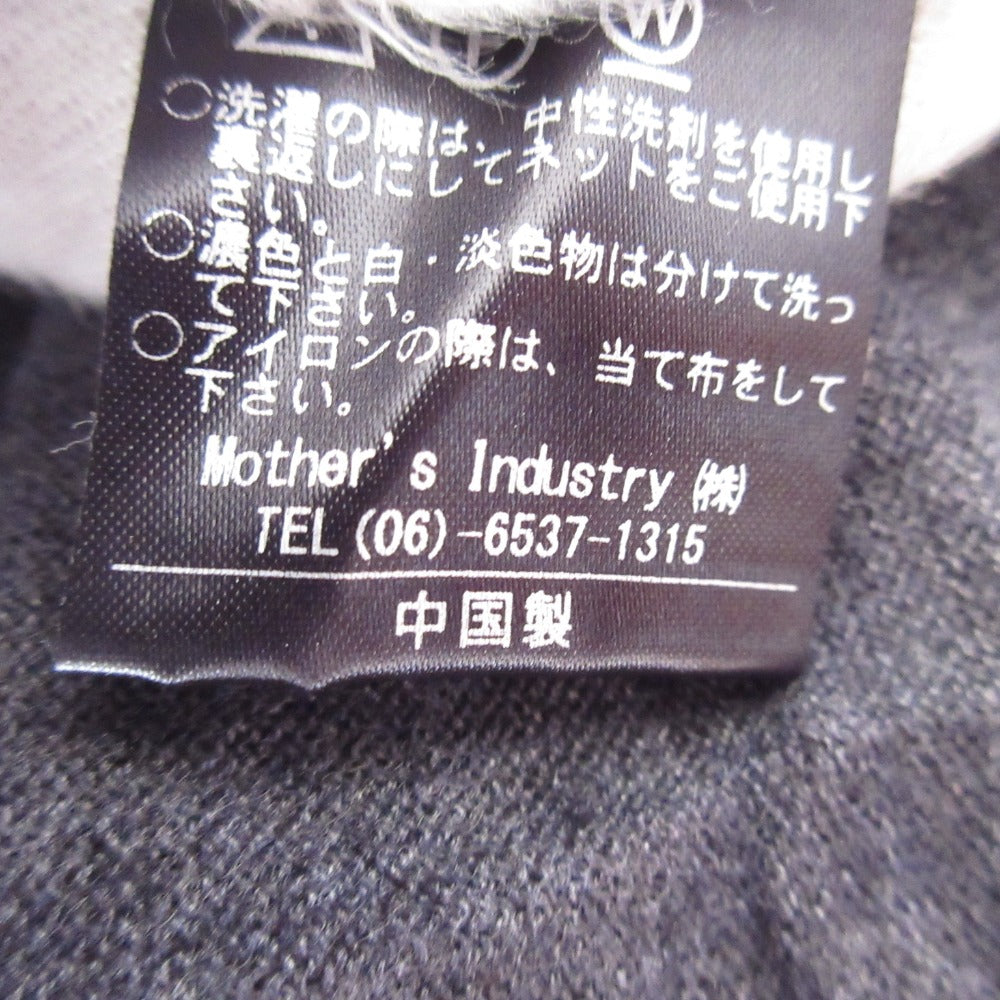 W
○洗濯の際は、中性洗剤を使用し
裏返しにしてネットをご使用下
さい。
○濃色と白・淡色物は分けて洗っ
て下さい。
○アイロンの際は、当て布をして
下さい。
Mother's Industry ㈱
TEL (06)-6537-1315
中国製